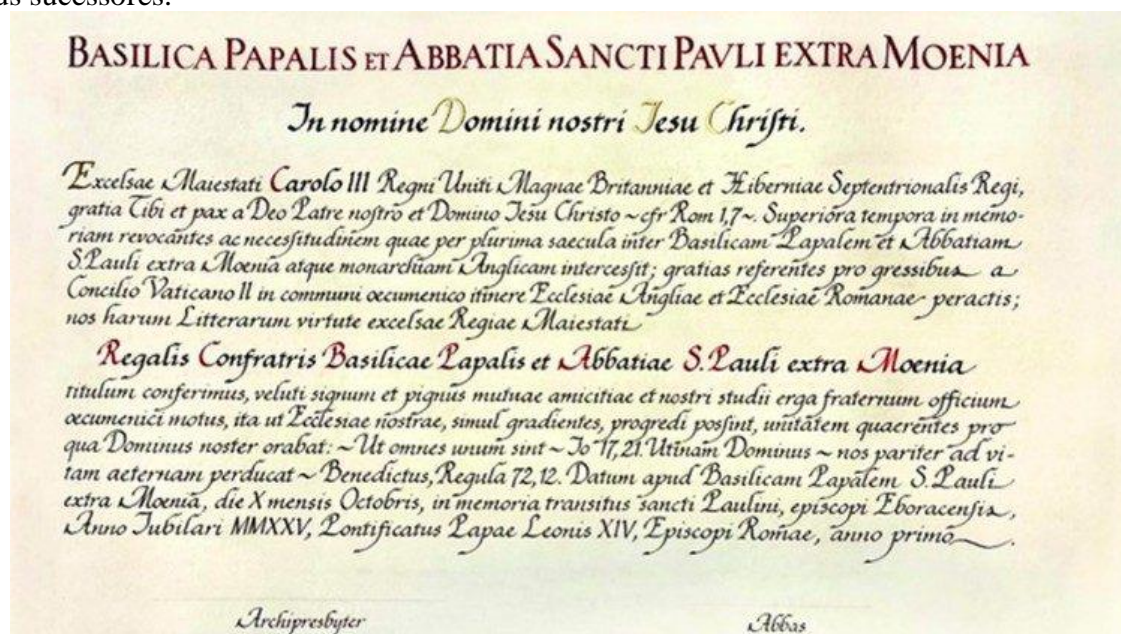 us sucessores.
BASILICA PAPALIS ET ABBATIA SANCTI PAVLI EXTRA MOENIA
In nomine Domini nostri Iesu Chriſti.
Excelsae Maiestati Carolo III Regni Uniti Magnae Britanniae et Hiberniae Septentrionalis Regi,
gratia Tibi et pax a Deo Patre noſtro et Domino Jesu Christo ~ cfr Rom 1,7 ~. Superiora tempora in memo-
riam revocantes ac neceſsitudinem quae per plurima saecula inter Basilicam Papalem et Abbatiam
S. Pauli extra Moenia atque monarchiam Anglicam interceſsit; gratias referentes pro gressibus a
Concilio Vaticano II in communi oecumenico itinere Ecclesiae Angliae et Ecclesiae Romanae peractis;
nos harum Litterarum virtute excelsae Regiae Maiestati
Regalis Confratris Basilicae Papalis et Abbatiae S. Pauli extra Moenia
titulum conferimus, veluti signum et pignus mutuae amicitiae et nostri studii erga fraternum officium
oecumenici motus, ita ut Ecclesiae nostrae, simul gradientes, progredi poſsint, unitatem quaerentes pro
qua Dominus noster orabat: ~ Ut omnes unum sint ~ Jo 17,21. Utinam Dominus ~ nos pariter ad vi-
tam aeternam perducat ~ Benedictus, Regula 72,12. Datum apud Basilicam Papalem S. Pauli
extra Moenia, die X mensis Octobris, in memoria transitus sancti Paulini, episcopi Eboracensis,
Anno Iubilari MMXXV, Pontificatus Papae Leonis XIV, Episcopi Romae, anno primo.
Archipresbyter Abbas